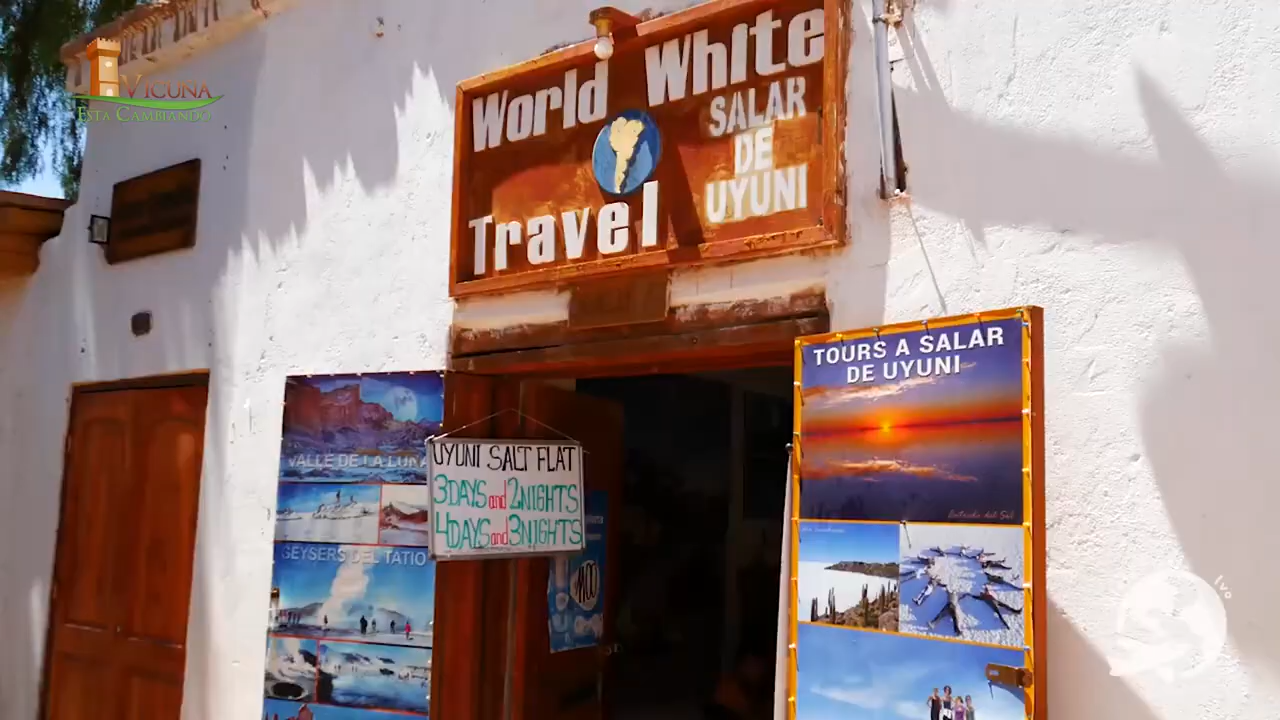 VICUÑA
ESTÁ CAMBIANDO
World White
Travel
SALAR
DE
UYUNI
TOURS A SALAR
DE UYUNI
VALLE DE LA LUNA
UYUNI SALT FLAT
3DAYS and 2NIGHTS
4DAYS and 3NIGHTS
GEYSERS DEL TATIO